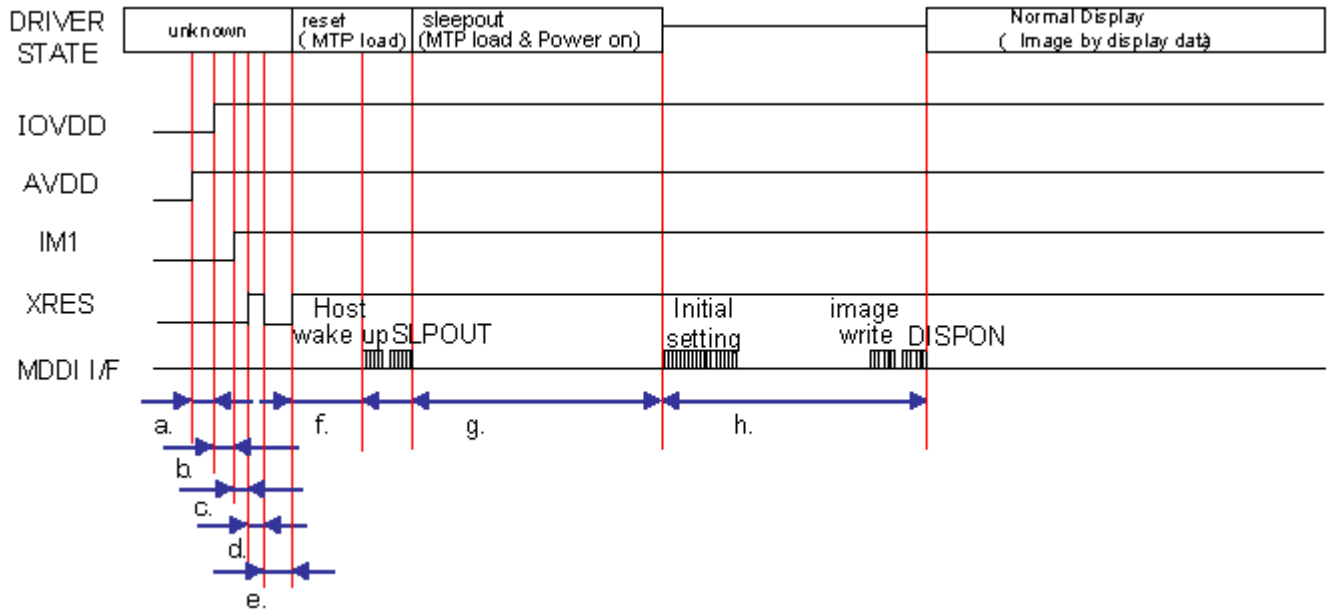 DRIVER
STATE
unknown
reset
( MTP load)
sleepout
(MTP load & Power on)
Normal Display
( Image by display data)
IOVDD
AVDD
IM1
XRES
Host
wake up
SLPOUT
Initial
setting
image
write
DISPON
MDDI I/F
a.
f.
g.
h.
b.
c.
d.
e.